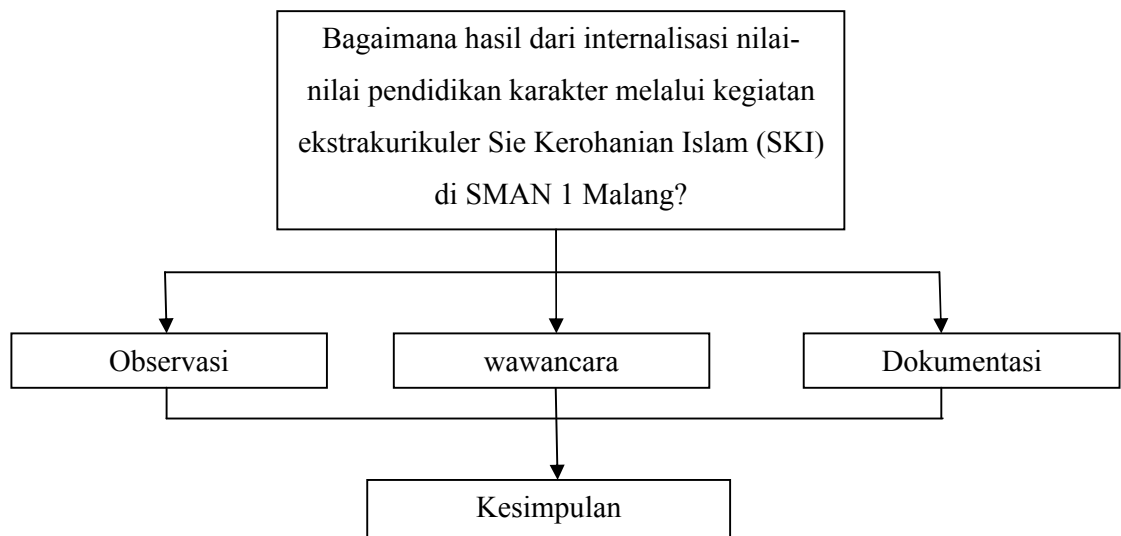 Bagaimana hasil dari internalisasi nilai-
nilai pendidikan karakter melalui kegiatan
ekstrakurikuler Sie Kerohanian Islam (SKI)
di SMAN 1 Malang?
Observasi
wawancara
Dokumentasi
Kesimpulan